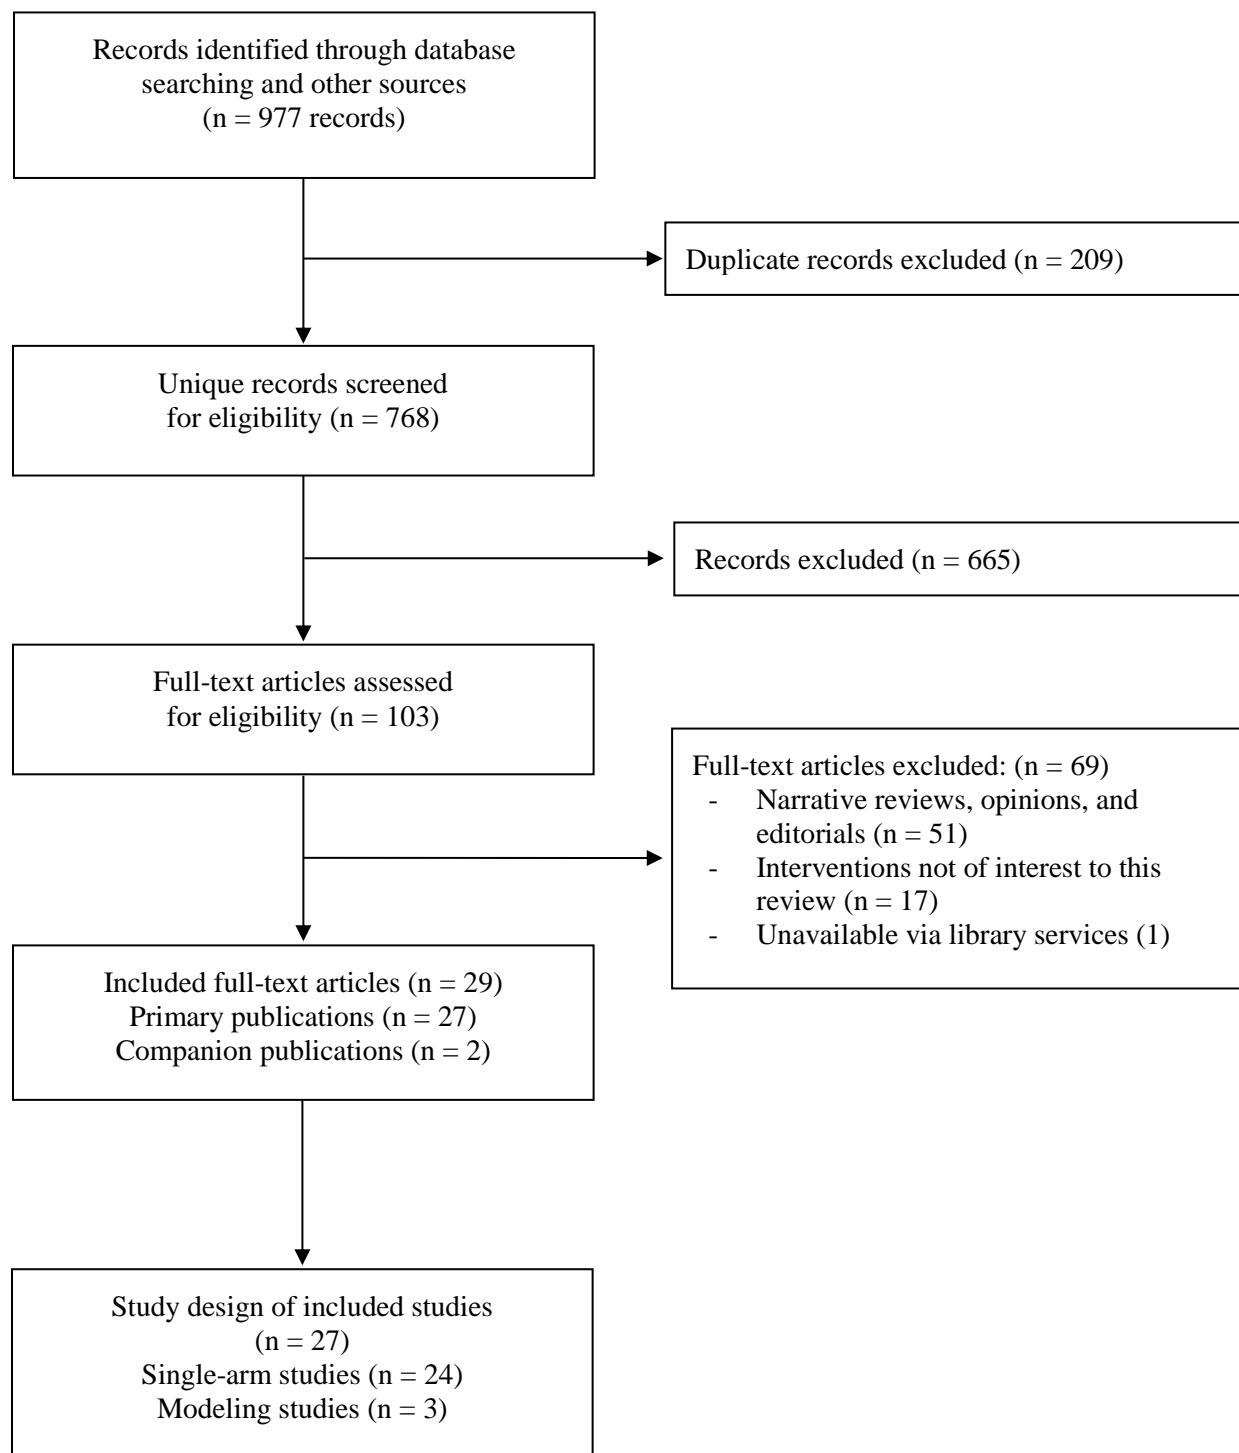 Records identified through database
searching and other sources
(n = 977 records)
Duplicate records excluded (n = 209)
Unique records screened
for eligibility (n = 768)
Records excluded (n = 665)
Full-text articles assessed
for eligibility (n = 103)
Full-text articles excluded: (n = 69)
- Narrative reviews, opinions, and
editorials (n = 51)
- Interventions not of interest to this
review (n = 17)
- Unavailable via library services (1)
Included full-text articles (n = 29)
Primary publications (n = 27)
Companion publications (n = 2)
Study design of included studies
(n = 27)
Single-arm studies (n = 24)
Modeling studies (n = 3)